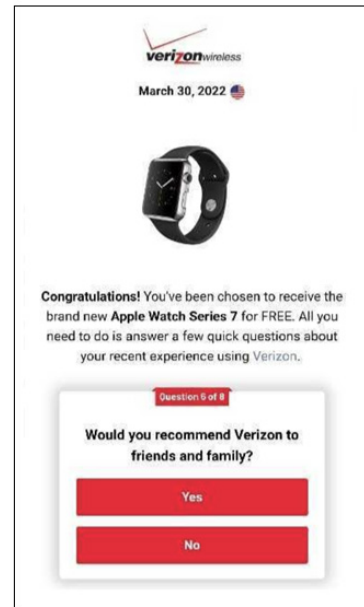 verizonwireless
March 30, 2022
Congratulations! You've been chosen to receive the
brand new Apple Watch Series 7 for FREE. All you
need to do is answer a few quick questions about
your recent experience using Verizon.
Question 6 of 8
Would you recommend Verizon to
friends and family?
Yes
No